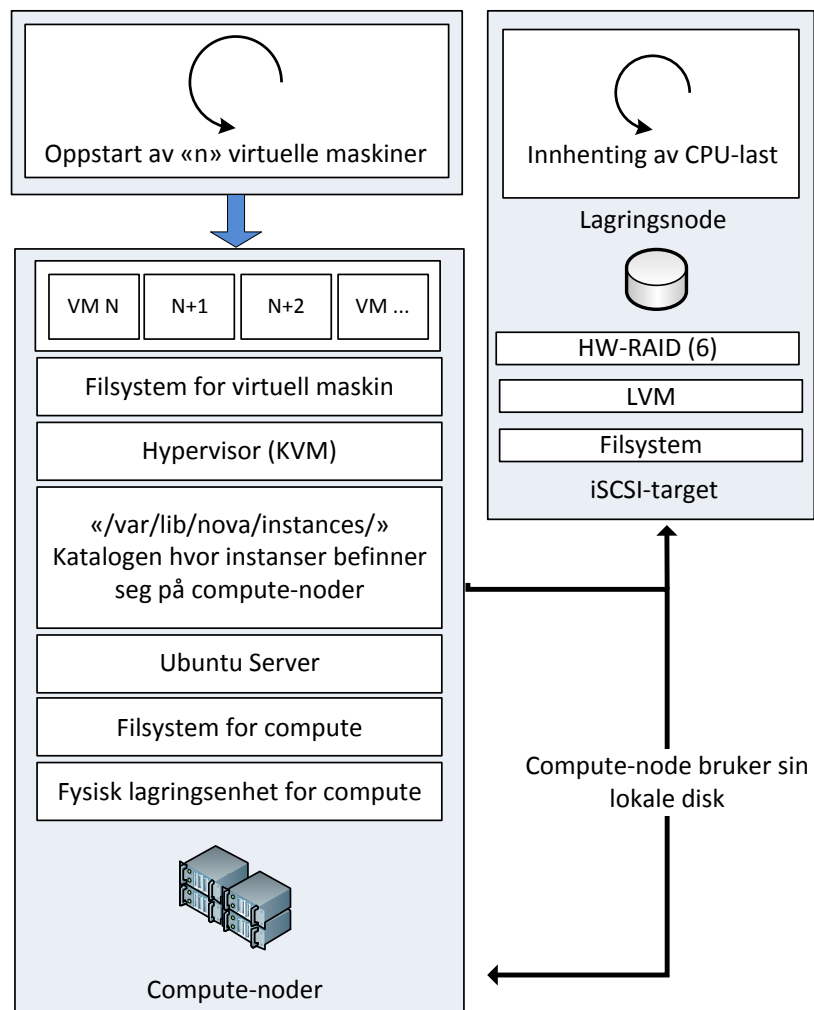 Oppstart av «n» virtuelle maskiner
VM N
N+1
N+2
VM ...
Filsystem for virtuell maskin
Hypervisor (KVM)
«/var/lib/nova/instances/»
Katalogen hvor instanser befinner
seg på compute-noder
Ubuntu Server
Filsystem for compute
Fysisk lagringsenhet for compute
Compute-noder
Innhenting av CPU-last
Lagringsnode
HW-RAID (6)
LVM
Filsystem
iSCSI-target
Compute-node bruker sin
lokale disk